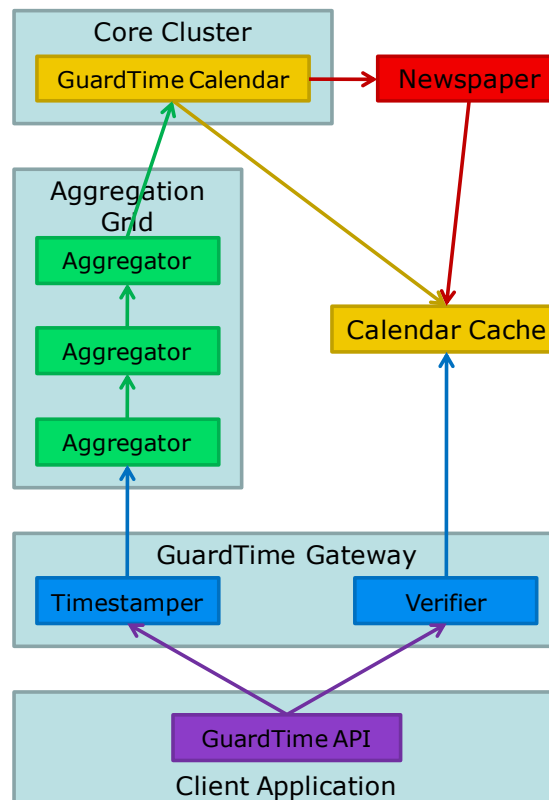 Core Cluster
GuardTime Calendar
Newspaper
Aggregation
Grid
Aggregator
Aggregator
Aggregator
Calendar Cache
GuardTime Gateway
Timestamper
Verifier
GuardTime API
Client Application